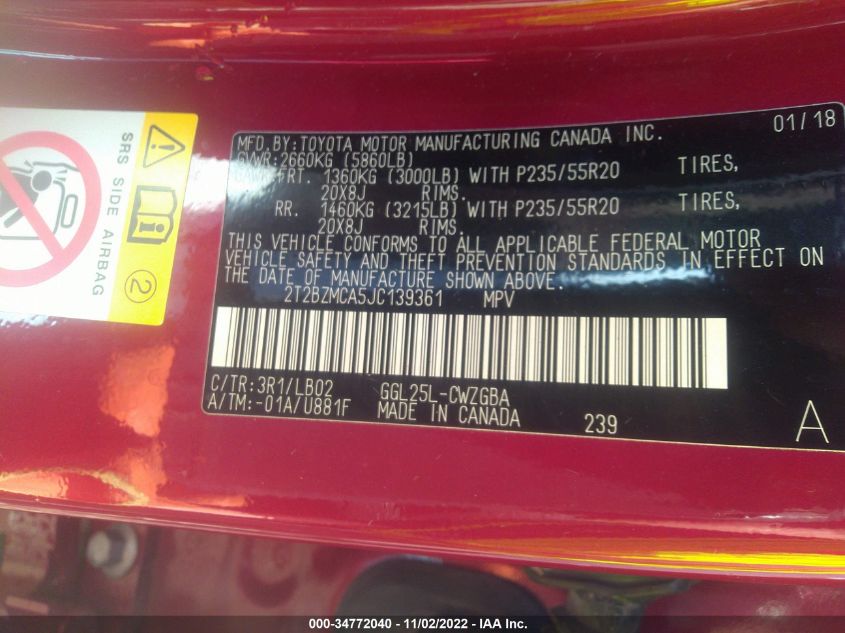 SRS SIDE AIRBAG
2
MFD.BY:TOYOTA MOTOR MANUFACTURING CANADA INC. 01/18
GVWR:2660KG (5860LB)
GAWR:FRT. 1360KG (3000LB) WITH P235/55R20 TIRES,
20X8J RIMS.
RR. 1460KG (3215LB) WITH P235/55R20 TIRES,
20X8J RIMS.
THIS VEHICLE CONFORMS TO ALL APPLICABLE FEDERAL MOTOR
VEHICLE SAFETY AND THEFT PREVENTION STANDARDS IN EFFECT ON
THE DATE OF MANUFACTURE SHOWN ABOVE.
2T2BZMCA5JC139361 MPV
C/TR:3R1/LB02 GGL25L-CWZGBA
A/TM:-01A/U881F MADE IN CANADA 239 A
000-34772040 - 11/02/2022 - IAA Inc.